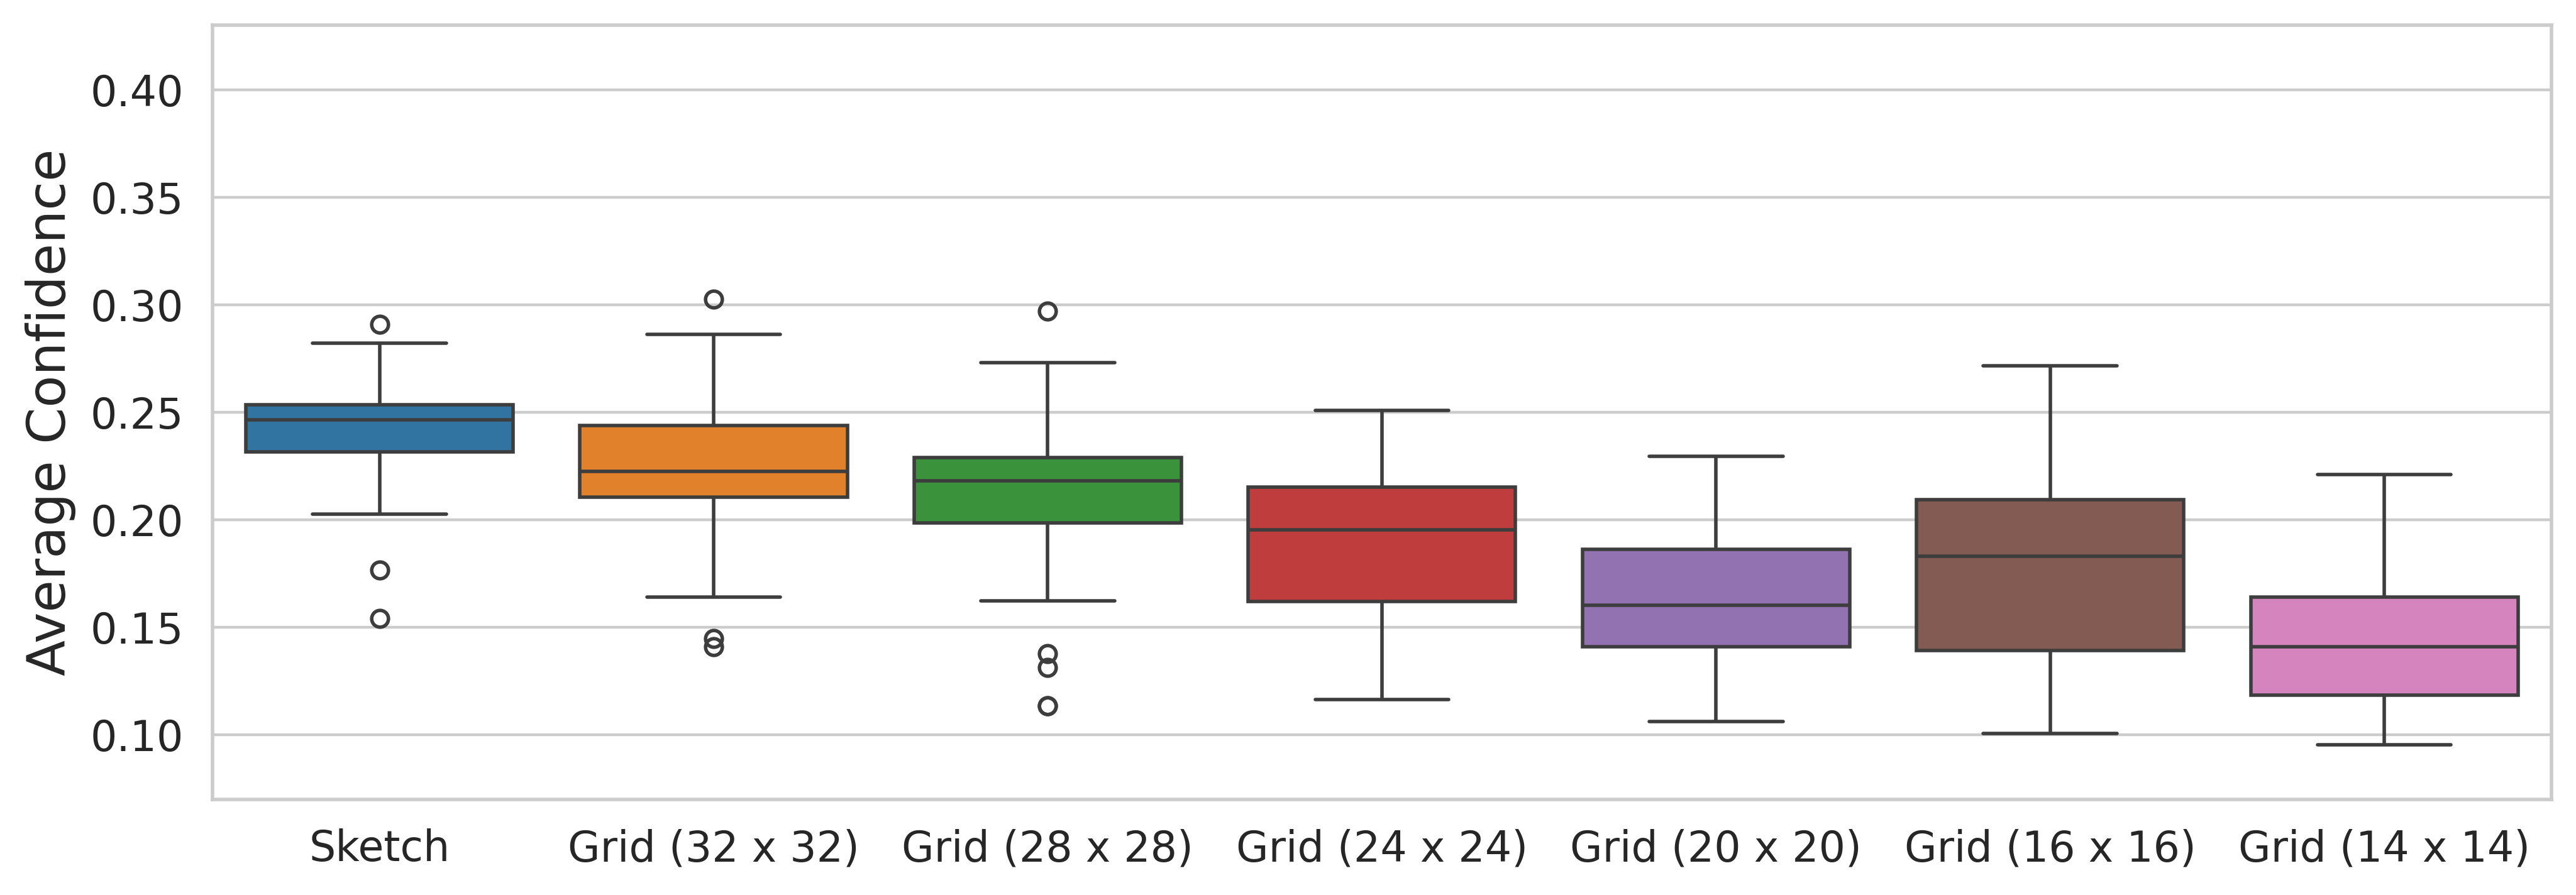 Average Confidence
0.40
0.35
0.30
0.25
0.20
0.15
0.10
Sketch
Grid (32 x 32)
Grid (28 x 28)
Grid (24 x 24)
Grid (20 x 20)
Grid (16 x 16)
Grid (14 x 14)